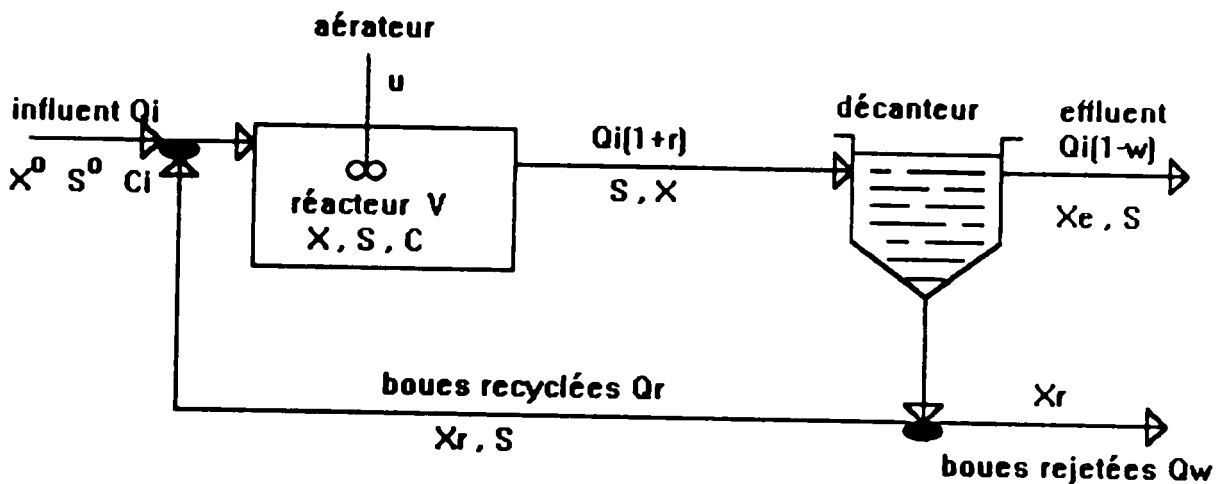 aérateur
u
influent Qi
X⁰ S⁰ Ci
réacteur V
X , S , C
Qi(1+r)
S , X
décanteur
effluent
Qi(1-w)
Xe , S
boues recyclées Qr
Xr , S
Xr
boues rejetées Qw